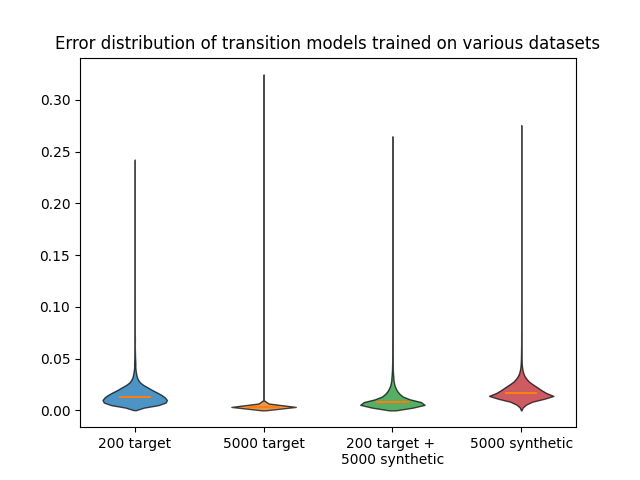 Error distribution of transition models trained on various datasets
0.30
0.25
0.20
0.15
0.10
0.05
0.00
200 target
5000 target
200 target +
5000 synthetic
5000 synthetic